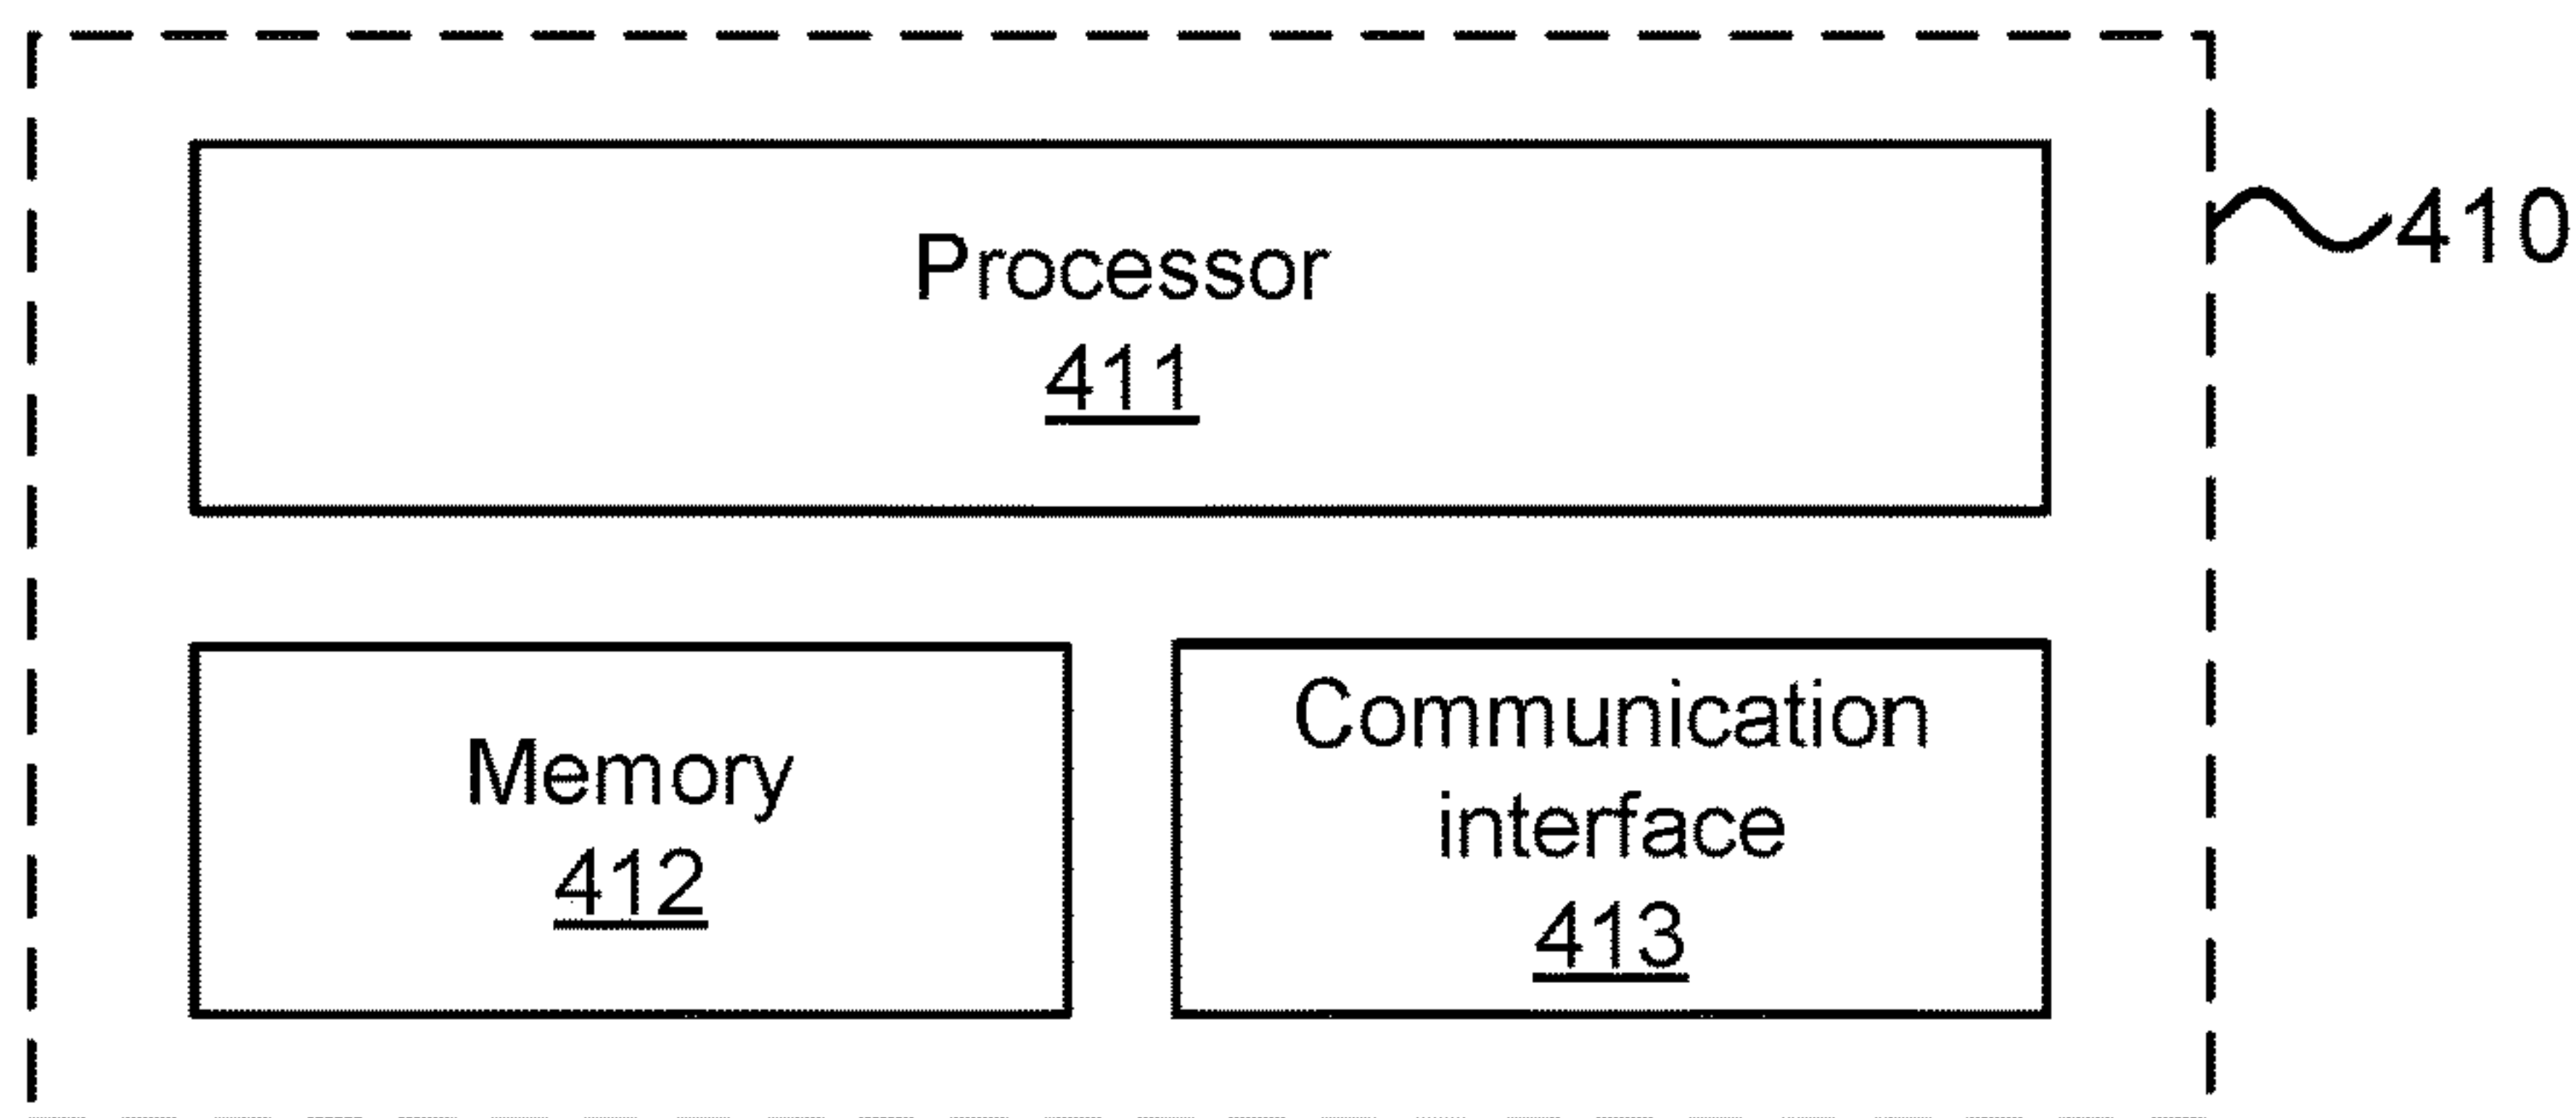 Processor
411
410
Memory
412
Communication
interface
413